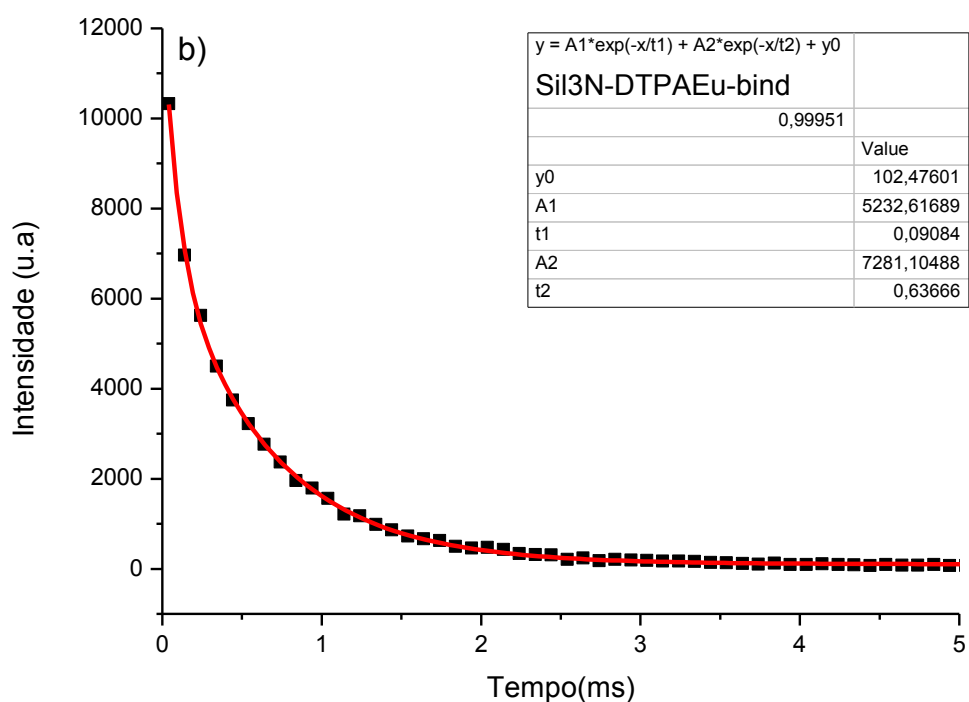 b)
12000
10000
8000
6000
4000
2000
0
Intensidade (u.a)
0 1 2 3 4 5
Tempo(ms)
y = A1*exp(-x/t1) + A2*exp(-x/t2) + y0
Sil3N-DTPAEu-bind
0,99951
Value
y0 102,47601
A1 5232,61689
t1 0,09084
A2 7281,10488
t2 0,63666